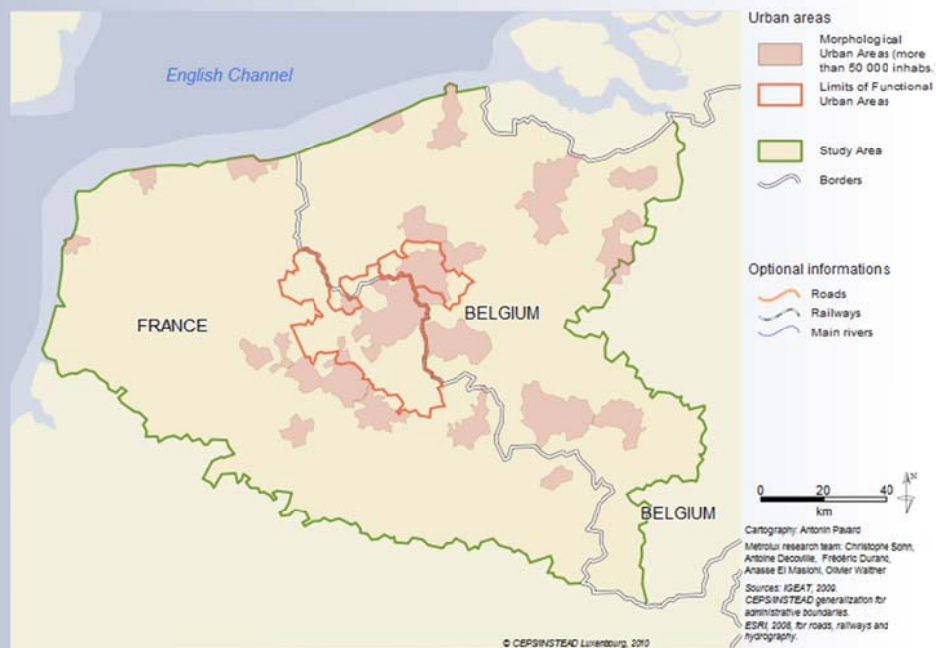 Urban areas
Morphological
Urban Areas (more
than 50 000 inhabs.)
Limits of Functional
Urban Areas
Study Area
Borders
Optional informations
Roads
Railways
Main rivers
English Channel
FRANCE
BELGIUM
BELGIUM
N
0 20 40
km
Cartography: Antonin Pavard
Metrolux research team: Christophe Sohn,
Antoine Decoville, Frédéric Durand,
Anasse El Maslohi, Olivier Walther
Sources: IGEAT, 2009.
CEPS/INSTEAD generalization for
administrative boundaries.
ESRI, 2008, for roads, railways and
hydrography.
© CEPS/INSTEAD Luxembourg, 2010